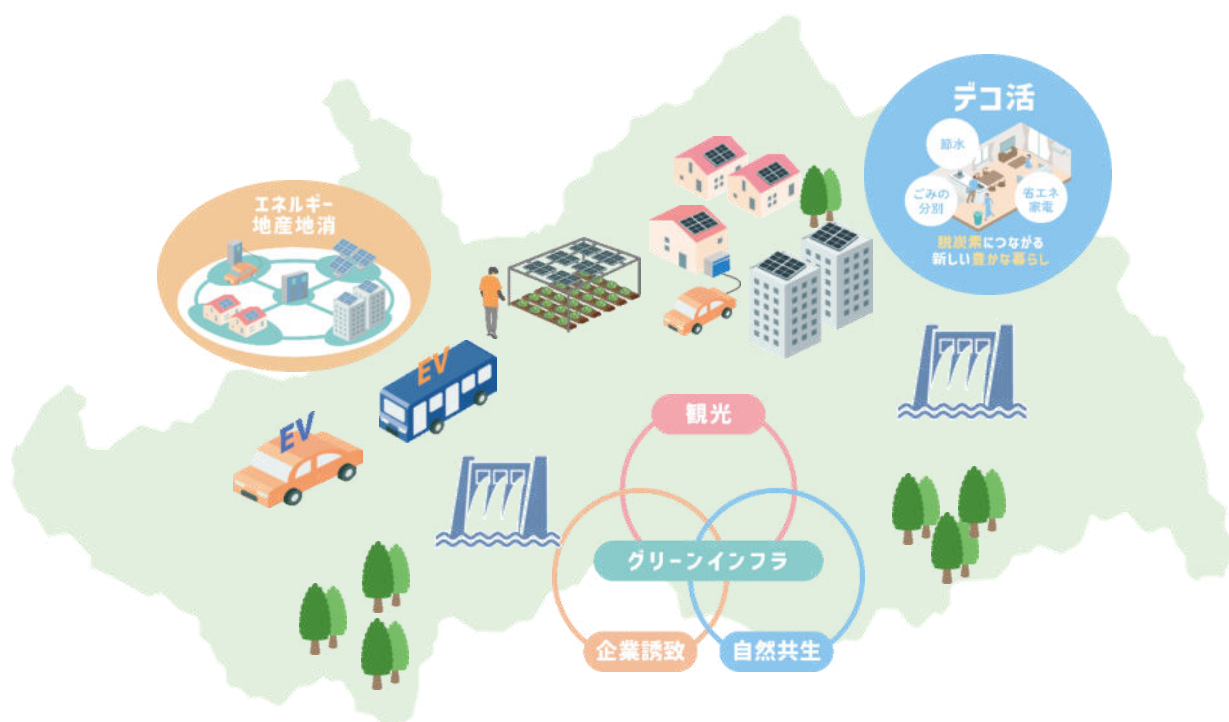 デコ活
節水
ごみの
分別
省エネ
家電
脱炭素につながる
新しい豊かな暮らし
エネルギー
地産地消
EV
EV
観光
グリーンインフラ
企業誘致
自然共生